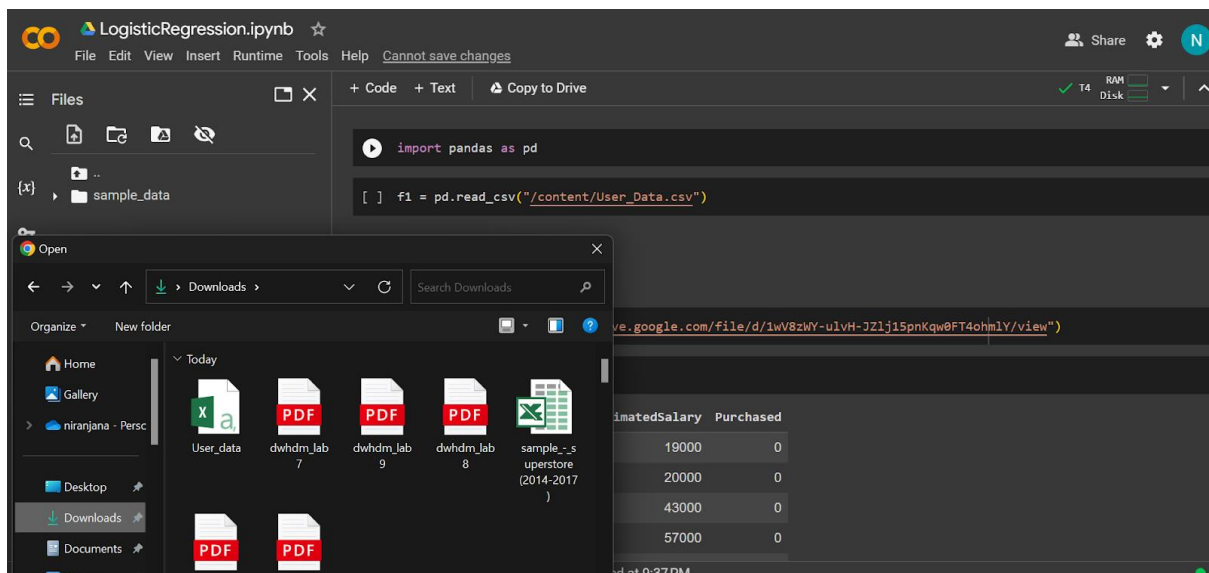 LogisticRegression.ipynb
File Edit View Insert Runtime Tools Help Cannot save changes
Share
N
Files
+ Code + Text Copy to Drive
T4 RAM
Disk
import pandas as pd
..
{x}
sample_data
[ ] f1 = pd.read_csv("/content/User_Data.csv")
Open
Downloads
Search Downloads
Organize New folder
ve.google.com/file/d/1wV8zWY-ulvH-JZlj15pnKqw0FT4ohmlY/view")
Home
Today
Gallery
niranjana - Persc
X a,
PDF
PDF
PDF
X
User_data
dwhdm_lab
7
dwhdm_lab
9
dwhdm_lab
8
sample_-_s
uperstore
(2014-2017
)
imatedSalary Purchased
19000 0
20000 0
43000 0
57000 0
Desktop
Downloads
Documents
PDF
PDF
d at 9:37 PM